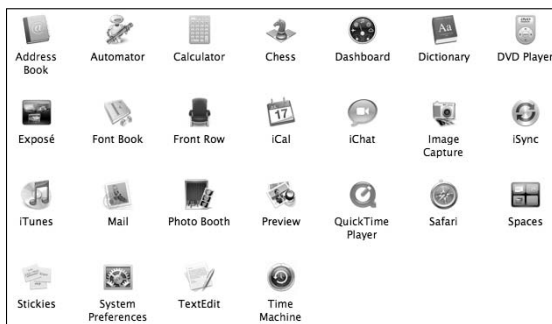 Address Book
Automator
Calculator
Chess
Dashboard
Dictionary
DVD Player
Exposé
Font Book
Front Row
iCal
iChat
Image Capture
iSync
iTunes
Mail
Photo Booth
Preview
QuickTime Player
Safari
Spaces
Stickies
System Preferences
TextEdit
Time Machine
Aa
17